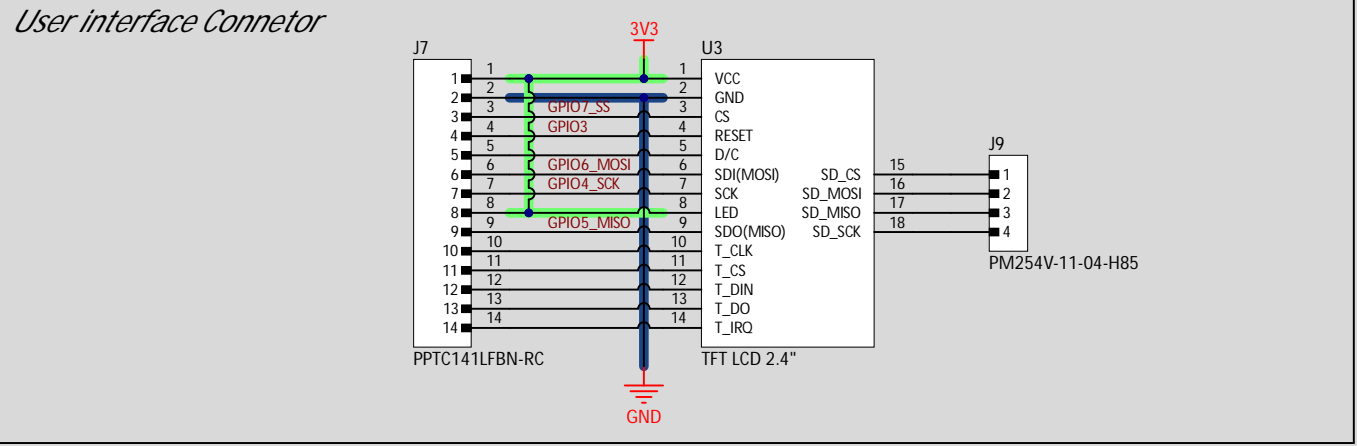 User interface Connetor
3V3
J7
U3
1 1 1 VCC
2 2 2 GND
3 3 GPIO7_SS 3 CS
4 4 GPIO3 4 RESET
5 5 5 D/C
6 6 GPIO6_MOSI 6 SDI(MOSI)
7 7 GPIO4_SCK 7 SCK
8 8 8 LED
9 9 GPIO5_MISO 9 SDO(MISO)
10 10 10 T_CLK
11 11 11 T_CS
12 12 12 T_DIN
13 13 13 T_DO
14 14 14 T_IRQ
PPTC141LFBN-RC
TFT LCD 2.4"
J9
SD_CS 15 1
SD_MOSI 16 2
SD_MISO 17 3
SD_SCK 18 4
PM254V-11-04-H85
GND